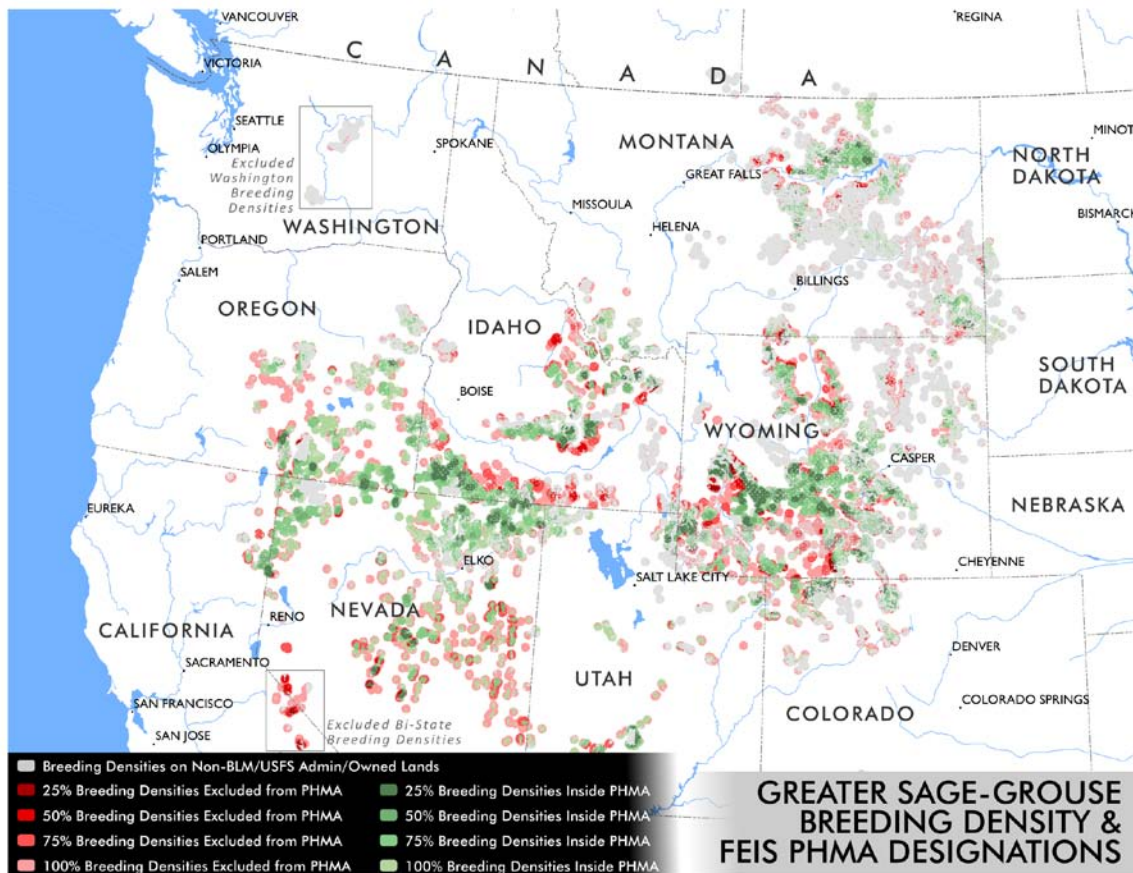 VANCOUVER
REGINA
C A N A D A
VICTORIA
SEATTLE
OLYMPIA
SPOKANE
MONTANA
MINOT
NORTH
DAKOTA
GREAT FALLS
Excluded
Washington
Breeding
Densities
MISSOULA
HELENA
BISMARCK
WASHINGTON
PORTLAND
SALEM
BILLINGS
OREGON
IDAHO
SOUTH
DAKOTA
BOISE
WYOMING
CASPER
NEBRASKA
EUREKA
ELKO
CHEYENNE
SALT LAKE CITY
RENO
NEVADA
CALIFORNIA
DENVER
SACRAMENTO
UTAH
COLORADO SPRINGS
COLORADO
SAN FRANCISCO
Excluded Bi-State
Breeding Densities
SAN JOSE
Breeding Densities on Non-BLM/USFS Admin/Owned Lands
25% Breeding Densities Excluded from PHMA
25% Breeding Densities Inside PHMA
50% Breeding Densities Excluded from PHMA
50% Breeding Densities Inside PHMA
75% Breeding Densities Excluded from PHMA
75% Breeding Densities Inside PHMA
100% Breeding Densities Excluded from PHMA
100% Breeding Densities Inside PHMA
GREATER SAGE-GROUSE
BREEDING DENSITY &
FEIS PHMA DESIGNATIONS